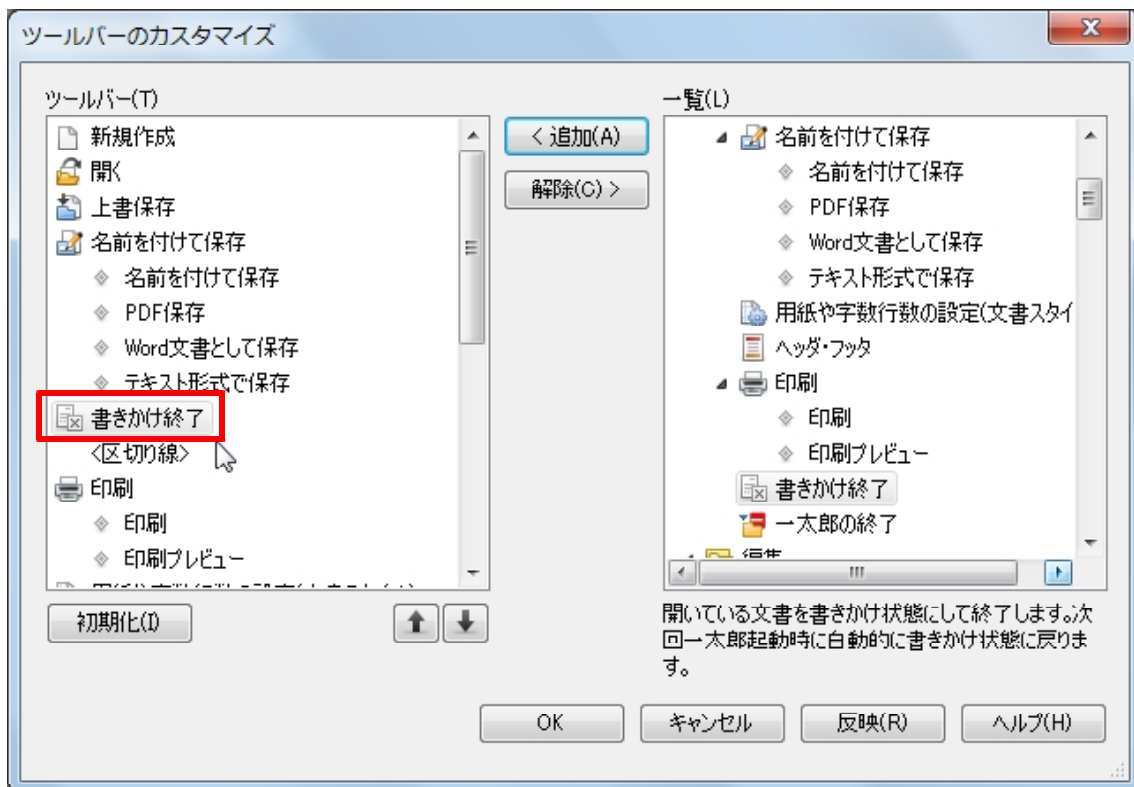 ツールバーのカスタマイズ
ツールバー(T)
新規作成
開く
上書保存
名前を付けて保存
名前を付けて保存
PDF保存
Word文書として保存
テキスト形式で保存
書きかけ終了
<区切り線>
印刷
印刷
印刷プレビュー
初期化(I)
< 追加(A)
解除(C) >
一覧(L)
名前を付けて保存
名前を付けて保存
PDF保存
Word文書として保存
テキスト形式で保存
用紙や字数行数の設定(文書スタイ
ヘッダ・フッタ
印刷
印刷
印刷プレビュー
書きかけ終了
一太郎の終了
編集
開いている文書を書きかけ状態にして終了します。次
回一太郎起動時に自動的に書きかけ状態に戻りま
す。
OK
キャンセル
反映(R)
ヘルプ(H)